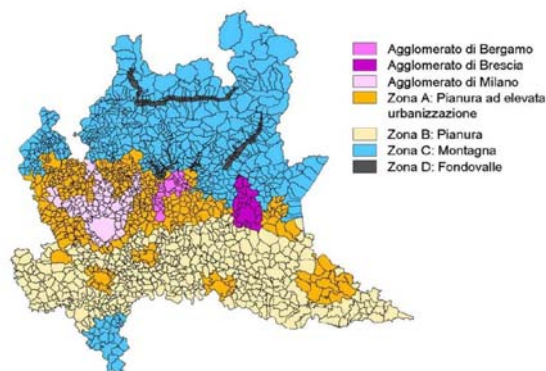 Agglomerato di Bergamo
Agglomerato di Brescia
Agglomerato di Milano
Zona A: Pianura ad elevata
urbanizzazione
Zona B: Pianura
Zona C: Montagna
Zona D: Fondovalle